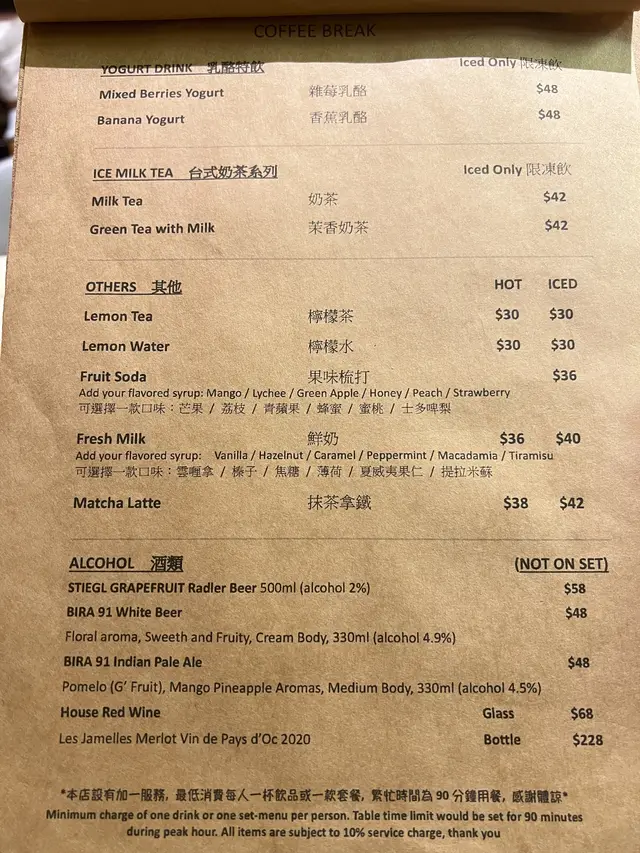 COFFEE BREAK
YOGURT DRINK 乳酪特飲 Iced Only 限凍飲
Mixed Berries Yogurt 雜莓乳酪 $48
Banana Yogurt 香蕉乳酪 $48
ICE MILK TEA 台式奶茶系列 Iced Only 限凍飲
Milk Tea 奶茶 $42
Green Tea with Milk 茉香奶茶 $42
OTHERS 其他 HOT ICED
Lemon Tea 檸檬茶 $30 $30
Lemon Water 檸檬水 $30 $30
Fruit Soda 果味梳打 $36
Add your flavored syrup: Mango / Lychee / Green Apple / Honey / Peach / Strawberry
可選擇一款口味：芒果 / 荔枝 / 青蘋果 / 蜂蜜 / 蜜桃 / 士多啤梨
Fresh Milk 鮮奶 $36 $40
Add your flavored syrup: Vanilla / Hazelnut / Caramel / Peppermint / Macadamia / Tiramisu
可選擇一款口味：雲喱拿 / 榛子 / 焦糖 / 薄荷 / 夏威夷果仁 / 提拉米蘇
Matcha Latte 抹茶拿鐵 $38 $42
ALCOHOL 酒類 (NOT ON SET)
STIEGL GRAPEFRUIT Radler Beer 500ml (alcohol 2%) $58
BIRA 91 White Beer $48
Floral aroma, Sweeth and Fruity, Cream Body, 330ml (alcohol 4.9%)
BIRA 91 Indian Pale Ale $48
Pomelo (G’ Fruit), Mango Pineapple Aromas, Medium Body, 330ml (alcohol 4.5%)
House Red Wine Glass $68
Les Jamelles Merlot Vin de Pays d’Oc 2020 Bottle $228
*本店設有加一服務, 最低消費每人一杯飲品或一款套餐, 繁忙時間為 90 分鐘用餐, 感謝體諒*
Minimum charge of one drink or one set-menu per person. Table time limit would be set for 90 minutes
during peak hour. All items are subject to 10% service charge, thank you